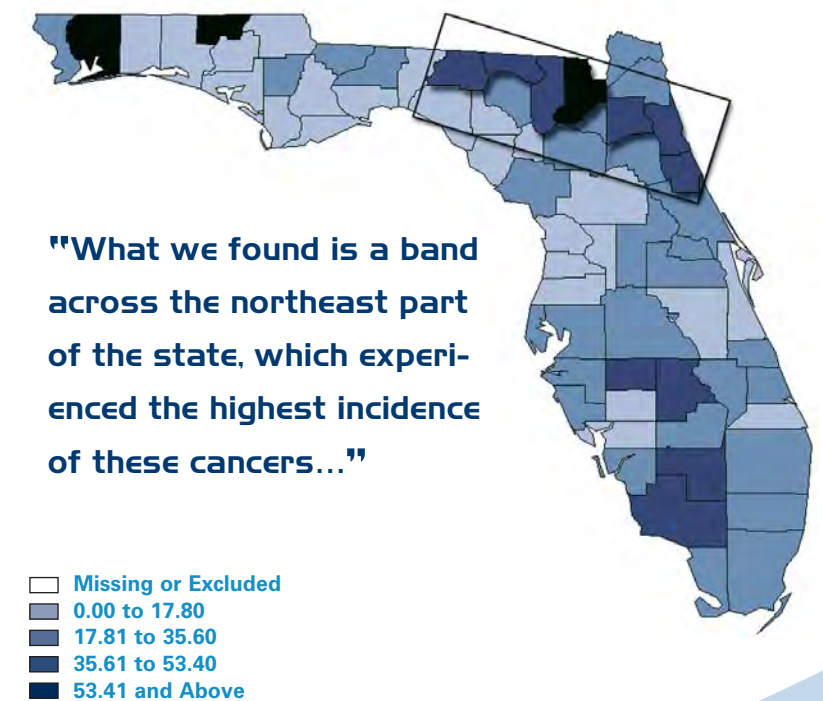 "What we found is a band
across the northeast part
of the state, which experi-
enced the highest incidence
of these cancers..."
Missing or Excluded
0.00 to 17.80
17.81 to 35.60
35.61 to 53.40
53.41 and Above